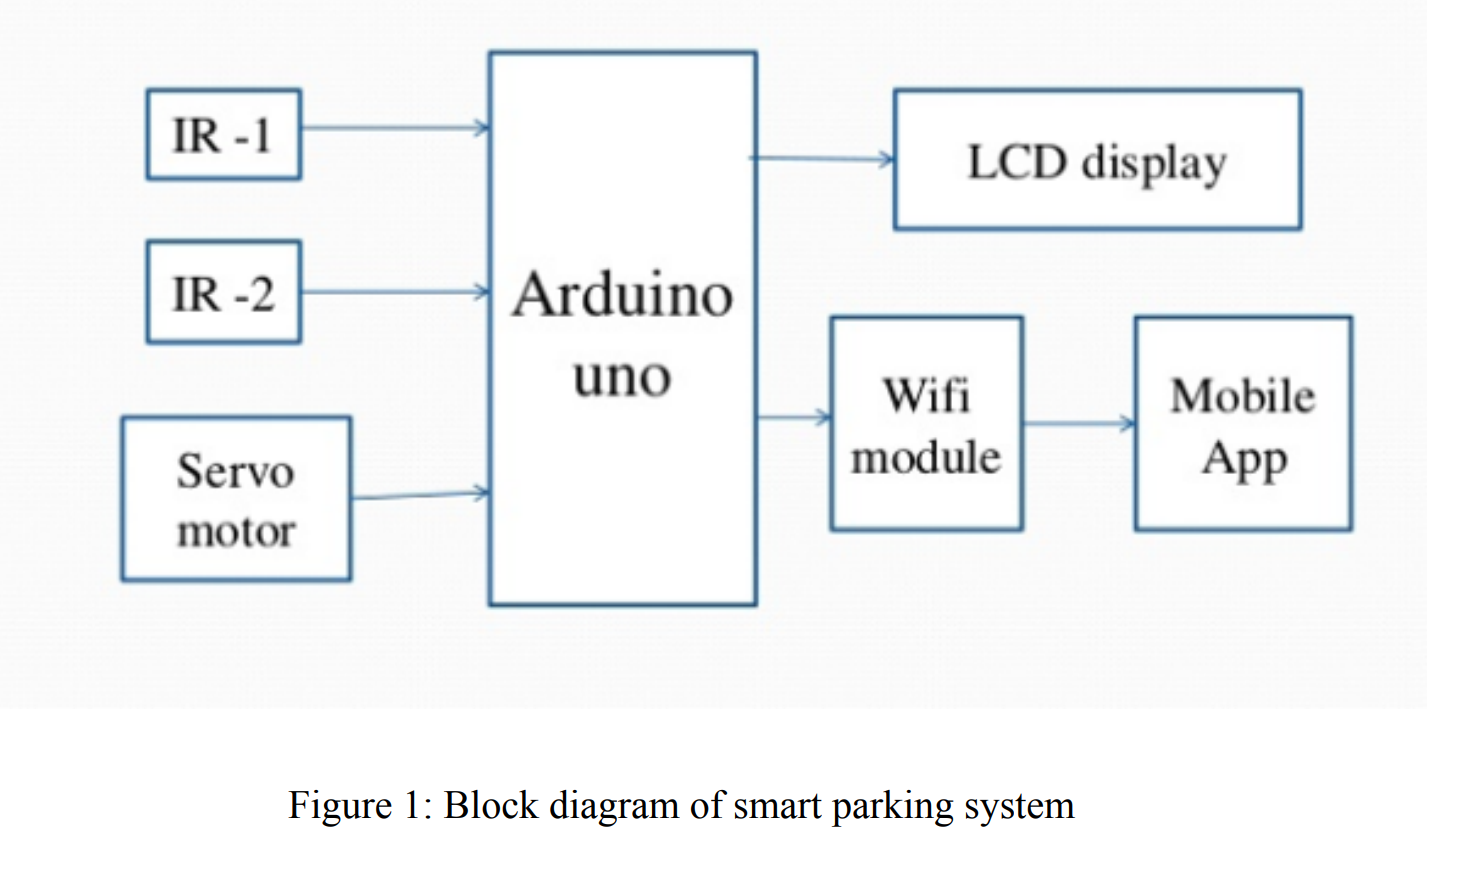 IR -1
IR -2
Servo
motor
Arduino
uno
LCD display
Wifi
module
Mobile
App
Figure 1: Block diagram of smart parking system